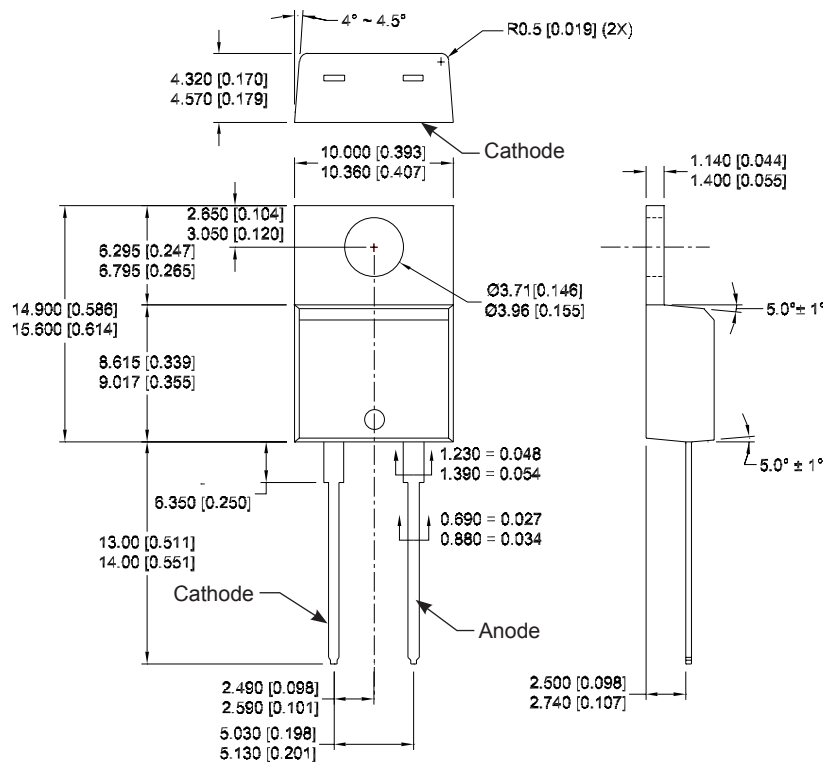 4° ~ 4.5°
R0.5 [0.019] (2X)
4.320 [0.170]
4.570 [0.179]
Cathode
10.000 [0.393]
10.360 [0.407]
1.140 [0.044]
1.400 [0.055]
2.650 [0.104]
3.050 [0.120]
6.295 [0.247]
6.795 [0.265]
Ø3.71[0.146]
Ø3.96 [0.155]
5.0°± 1°
14.900 [0.586]
15.600 [0.614]
8.615 [0.339]
9.017 [0.355]
1.230 = 0.048
1.390 = 0.054
5.0° ± 1°
6.350 [0.250]
0.690 = 0.027
0.880 = 0.034
13.00 [0.511]
14.00 [0.551]
Cathode
Anode
2.490 [0.098]
2.590 [0.101]
2.500 [0.098]
2.740 [0.107]
5.030 [0.198]
5.130 [0.201]